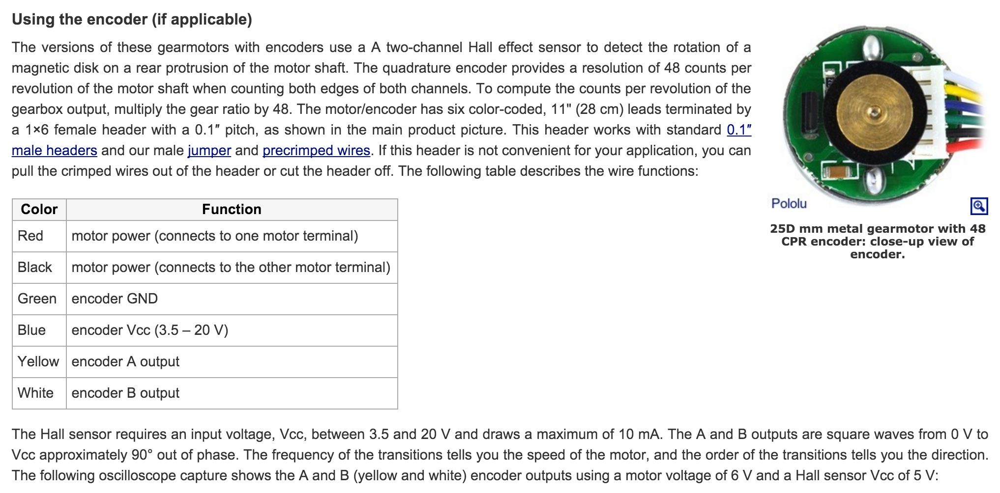 Using the encoder (if applicable)
The versions of these gearmotors with encoders use a A two-channel Hall effect sensor to detect the rotation of a
magnetic disk on a rear protrusion of the motor shaft. The quadrature encoder provides a resolution of 48 counts per
revolution of the motor shaft when counting both edges of both channels. To compute the counts per revolution of the
gearbox output, multiply the gear ratio by 48. The motor/encoder has six color-coded, 11" (28 cm) leads terminated by
a 1×6 female header with a 0.1″ pitch, as shown in the main product picture. This header works with standard 0.1″
male headers and our male jumper and precrimped wires. If this header is not convenient for your application, you can
pull the crimped wires out of the header or cut the header off. The following table describes the wire functions:
Pololu
25D mm metal gearmotor with 48
CPR encoder: close-up view of
encoder.
Color Function
Red motor power (connects to one motor terminal)
Black motor power (connects to the other motor terminal)
Green encoder GND
Blue encoder Vcc (3.5 – 20 V)
Yellow encoder A output
White encoder B output
The Hall sensor requires an input voltage, Vcc, between 3.5 and 20 V and draws a maximum of 10 mA. The A and B outputs are square waves from 0 V to
Vcc approximately 90° out of phase. The frequency of the transitions tells you the speed of the motor, and the order of the transitions tells you the direction.
The following oscilloscope capture shows the A and B (yellow and white) encoder outputs using a motor voltage of 6 V and a Hall sensor Vcc of 5 V: